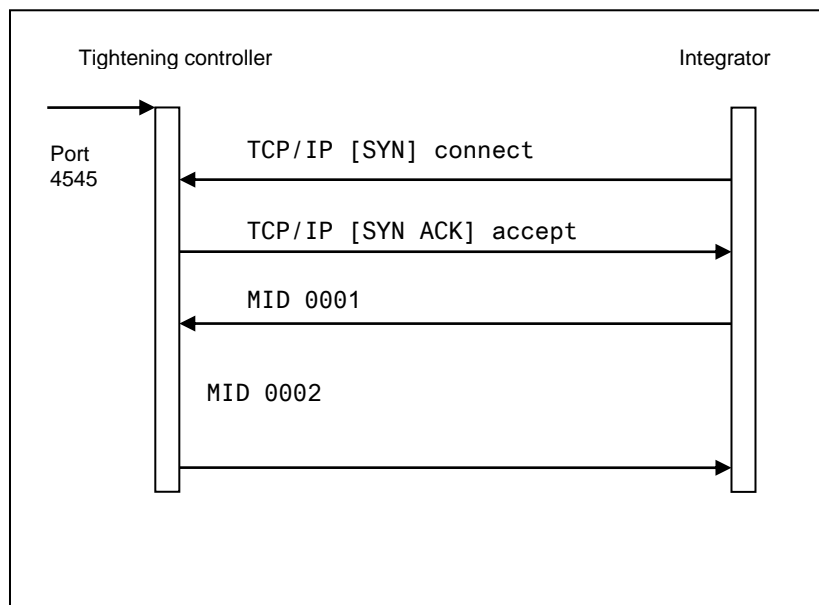 Tightening controller
Integrator
Port
4545
TCP/IP [SYN] connect
TCP/IP [SYN ACK] accept
MID 0001
MID 0002